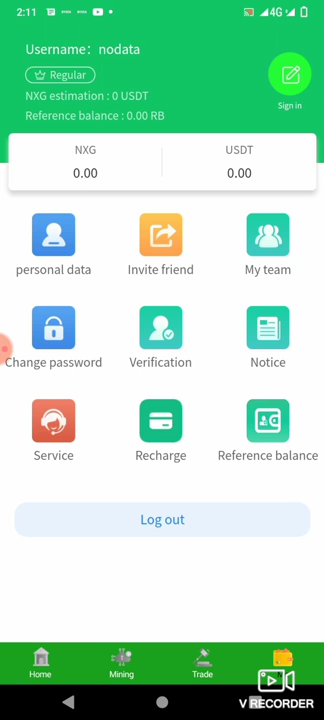 2:11
4G
Username： nodata
Regular
NXG estimation : 0 USDT
Reference balance : 0.00 RB
Sign in
NXG USDT
0.00 0.00
personal data Invite friend My team
Change password Verification Notice
Service Recharge Reference balance
Log out
Home Mining Trade
V RECORDER